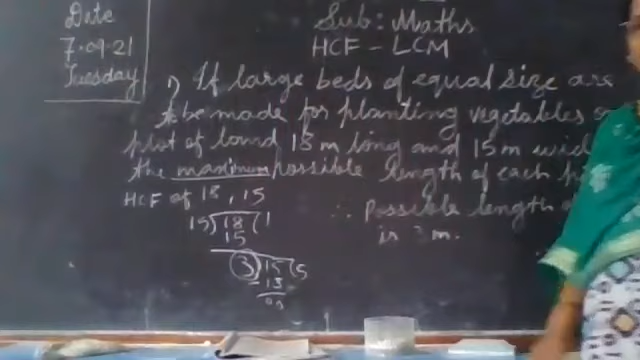 Date
7.09.21
Tuesday
Sub: Maths
HCF - LCM
1) If large beds of equal size are
to be made for planting vegetables
plot of land 18 m long and 15 m
the maximum possible length of each
HCF of 18, 15
15) 18 (1
15
3) 15 (5
15
00
∴ Possible length
is 3 m.